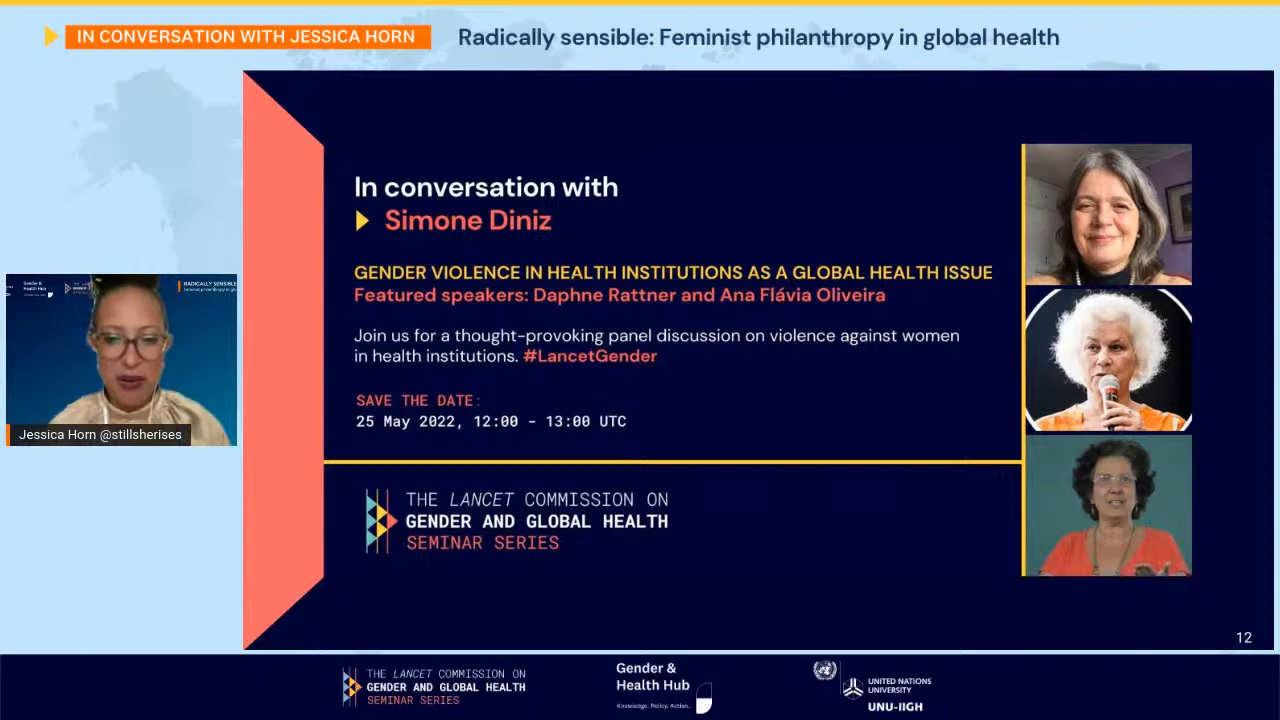 IN CONVERSATION WITH JESSICA HORN
Radically sensible: Feminist philanthropy in global health
In conversation with
Simone Diniz
GENDER VIOLENCE IN HEALTH INSTITUTIONS AS A GLOBAL HEALTH ISSUE
Featured speakers: Daphne Rattner and Ana Flávia Oliveira
Join us for a thought-provoking panel discussion on violence against women
in health institutions. #LancetGender
SAVE THE DATE:
25 May 2022, 12:00 - 13:00 UTC
THE LANCET COMMISSION ON
GENDER AND GLOBAL HEALTH
SEMINAR SERIES
12
Gender &
Health Hub
RADICALLY SENSIBLE
Jessica Horn @stillsherises
THE LANCET COMMISSION ON
GENDER AND GLOBAL HEALTH
SEMINAR SERIES
Gender &
Health Hub
Knowledge. Policy. Action.
UNITED NATIONS
UNIVERSITY
UNU-IIGH